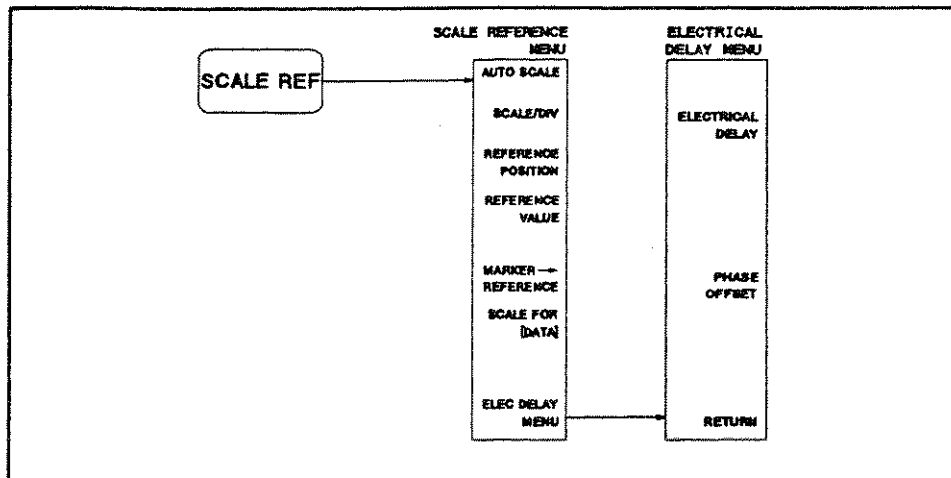 SCALE REF
SCALE REFERENCE
MENU
AUTO SCALE
SCALE/DIV
REFERENCE
POSITION
REFERENCE
VALUE
MARKER →
REFERENCE
SCALE FOR
[DATA]
ELEC DELAY
MENU
ELECTRICAL
DELAY MENU
ELECTRICAL
DELAY
PHASE
OFFSET
RETURN